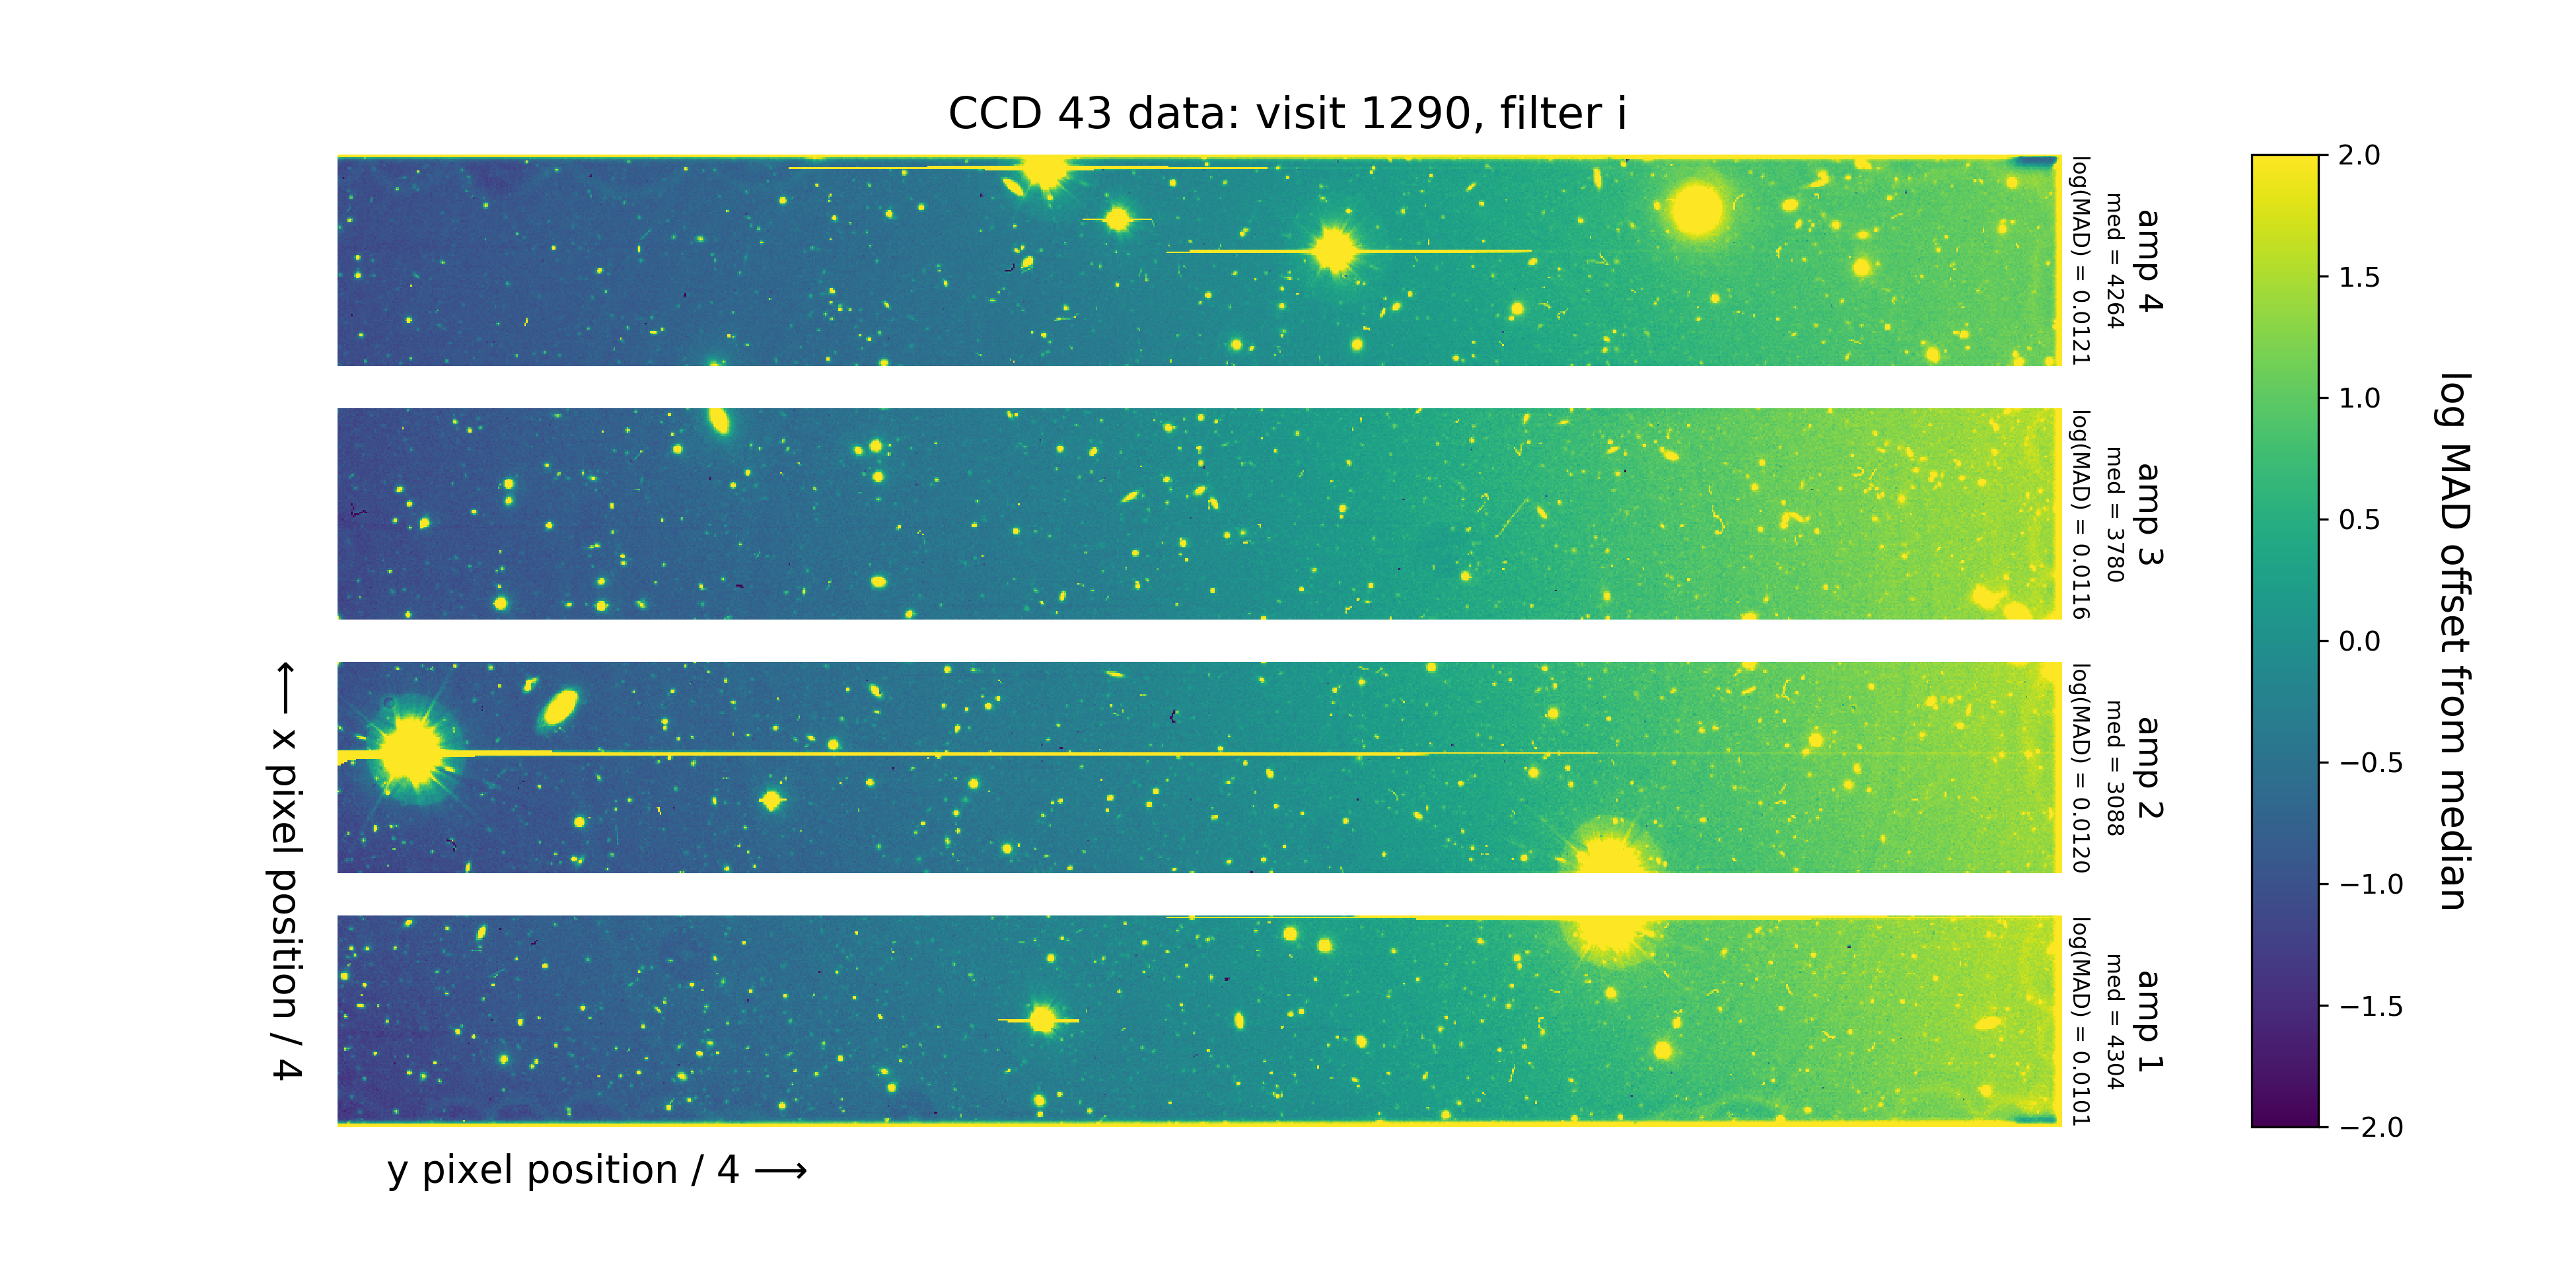 CCD 43 data: visit 1290, filter i
amp 4
med = 4264
log(MAD) = 0.0121
amp 3
med = 3780
log(MAD) = 0.0116
amp 2
med = 3088
log(MAD) = 0.0120
amp 1
med = 4304
log(MAD) = 0.0101
⟵ x pixel position / 4
y pixel position / 4 ⟶
2.0
1.5
1.0
0.5
0.0
−0.5
−1.0
−1.5
−2.0
log MAD offset from median